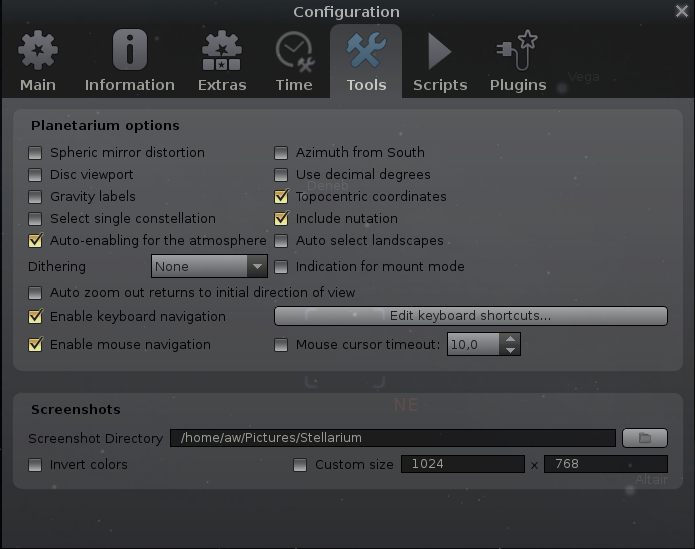 Configuration
Main Information Extras Time Tools Scripts Plugins
Vega
Planetarium options
Spheric mirror distortion Azimuth from South
Disc viewport Use decimal degrees
Deneb
Gravity labels Topocentric coordinates
Select single constellation Include nutation
Auto-enabling for the atmosphere Auto select landscapes
Dithering None Indication for mount mode
Auto zoom out returns to initial direction of view
Enable keyboard navigation Edit keyboard shortcuts...
Enable mouse navigation Mouse cursor timeout: 10,0
NE
Screenshots
Screenshot Directory /home/aw/Pictures/Stellarium
Invert colors Custom size 1024 x 768
Altair